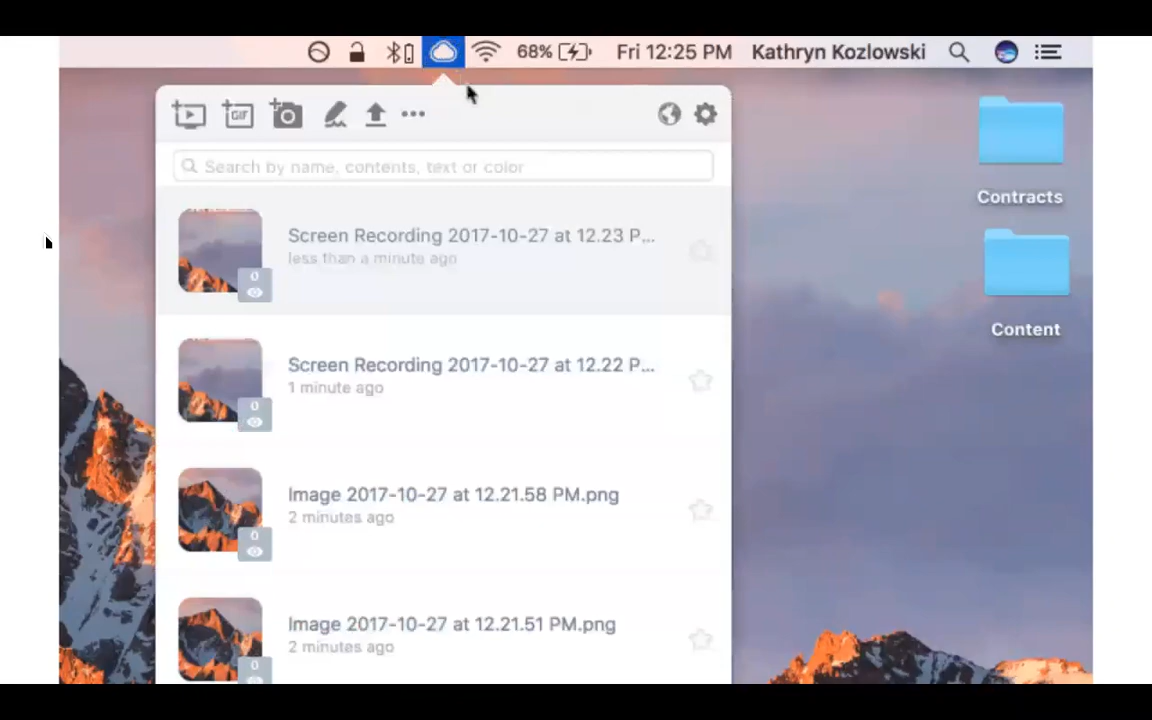 68% Fri 12:25 PM Kathryn Kozlowski
GIF
Search by name, contents, text or color
Contracts
Screen Recording 2017-10-27 at 12.23 P...
less than a minute ago
0
Content
Screen Recording 2017-10-27 at 12.22 P...
1 minute ago
0
Image 2017-10-27 at 12.21.58 PM.png
2 minutes ago
0
Image 2017-10-27 at 12.21.51 PM.png
2 minutes ago
0